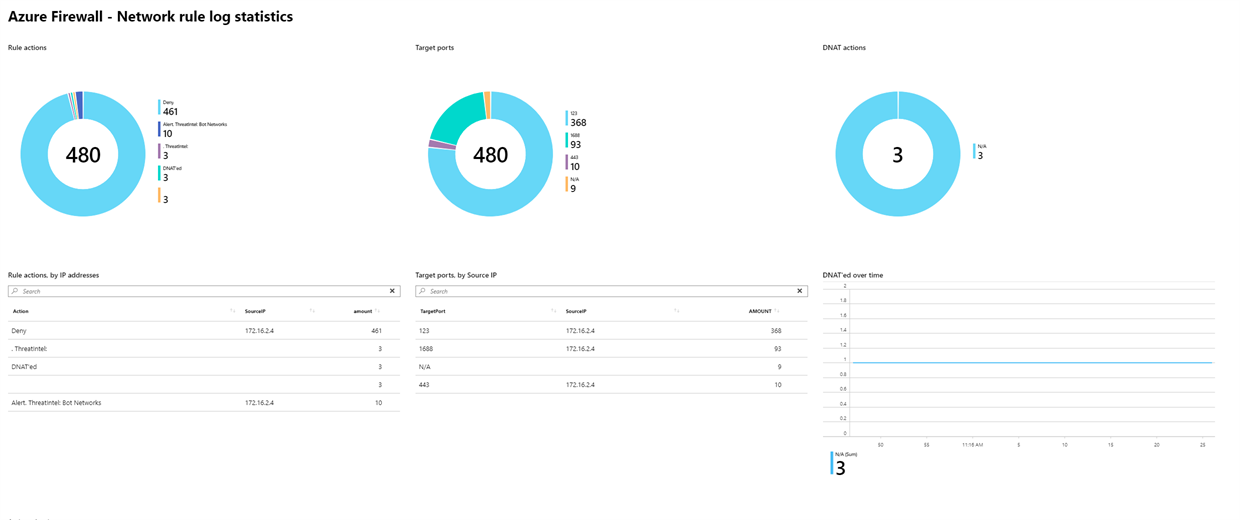 Azure Firewall - Network rule log statistics
Rule actions
Target ports
DNAT actions
480
Deny
461
Alert. ThreatIntel: Bot Networks
10
. ThreatIntel
3
DNAT'ed
3
3
480
123
368
1688
93
443
10
N/A
9
3
N/A
3
Rule actions, by IP addresses
Search
Action SourceIP amount
Deny 172.16.2.4 461
. ThreatIntel: 3
DNAT'ed 3
3
Alert. ThreatIntel: Bot Networks 172.16.2.4 10
Target ports, by Source IP
Search
TargetPort SourceIP AMOUNT
123 172.16.2.4 368
1688 172.16.2.4 93
N/A 9
443 172.16.2.4 10
DNAT'ed over time
2
1.8
1.6
1.4
1.2
1
0.8
0.6
0.4
0.2
0
50 55 11:16 AM 5 10 15 20 25
N/A (Sum)
3